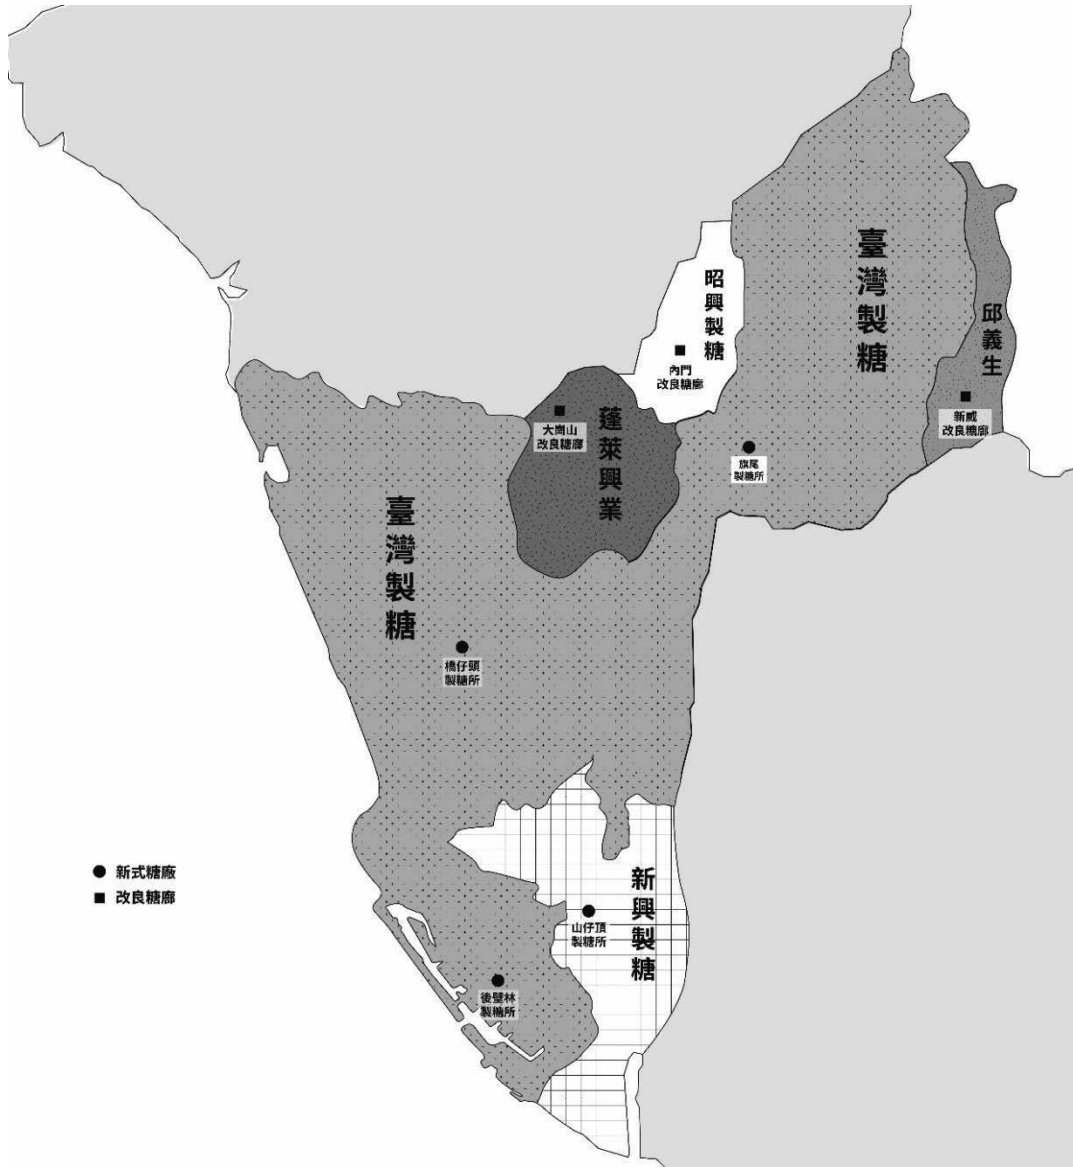 臺灣製糖
昭興製糖
邱義生
內門
改良糖廍
新威
改良糖廍
大崗山
改良糖廍
蓬萊興業
旗尾
製糖所
臺灣製糖
橋仔頭
製糖所
新式糖廠
改良糖廍
新興製糖
山仔頂
製糖所
後壁林
製糖所